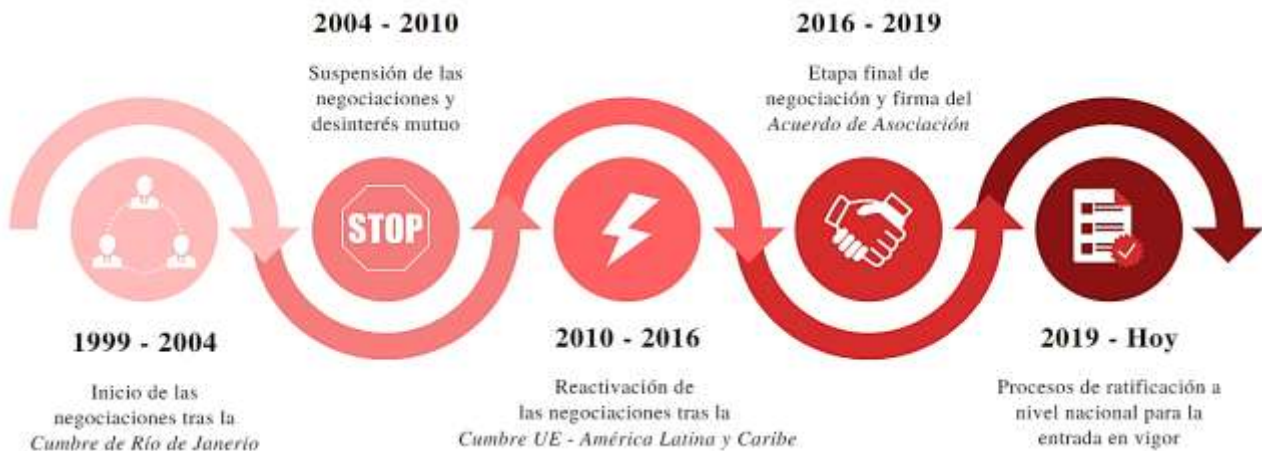 1999 - 2004
Inicio de las
negociaciones tras la
Cumbre de Río de Janerio
2004 - 2010
Suspensión de las
negociaciones y
desinterés mutuo
STOP
2010 - 2016
Reactivación de
las negociaciones tras la
Cumbre UE - América Latina y Caribe
2016 - 2019
Etapa final de
negociación y firma del
Acuerdo de Asociación
2019 - Hoy
Procesos de ratificación a
nivel nacional para la
entrada en vigor